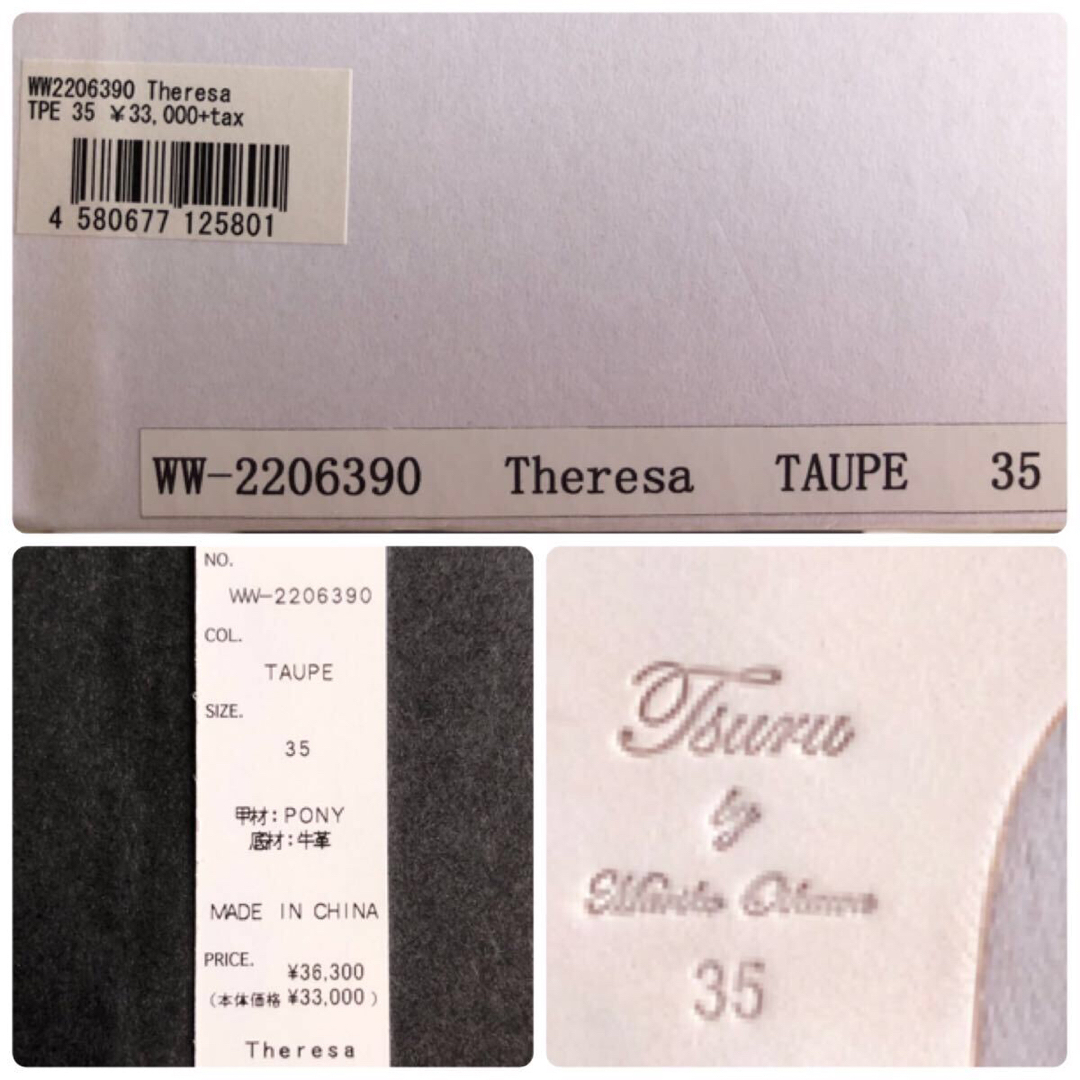 WW2206390 Theresa
TPE 35 ¥33,000+tax
4 580677 125801
WW-2206390 Theresa TAUPE 35
NO.
WW-2206390
COL.
TAUPE
SIZE.
35
甲材:PONY
底材:牛革
MADE IN CHINA
PRICE.
¥36,300
(本体価格 ¥33,000)
Theresa
Tsuru
by
35